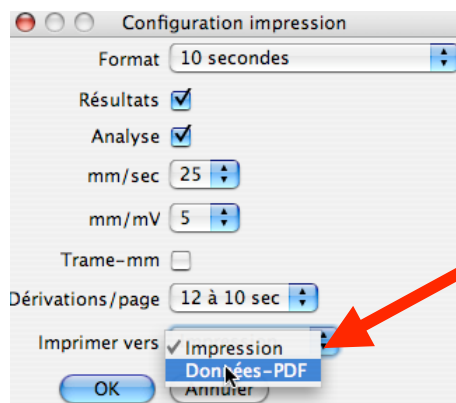 Configuration impression
Format 10 secondes
Résultats
Analyse
mm/sec 25
mm/mV 5
Trame-mm
Dérivations/page 12 à 10 sec
Imprimer vers ✓ Impression
Données-PDF
OK Annuler